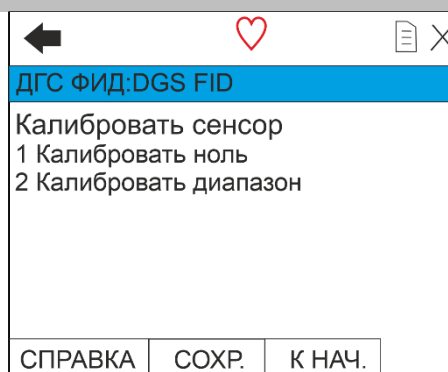 ДГС ФИД:DGS FID
Калибровать сенсор
1 Калибровать ноль
2 Калибровать диапазон
СПРАВКА СОХР. К НАЧ.